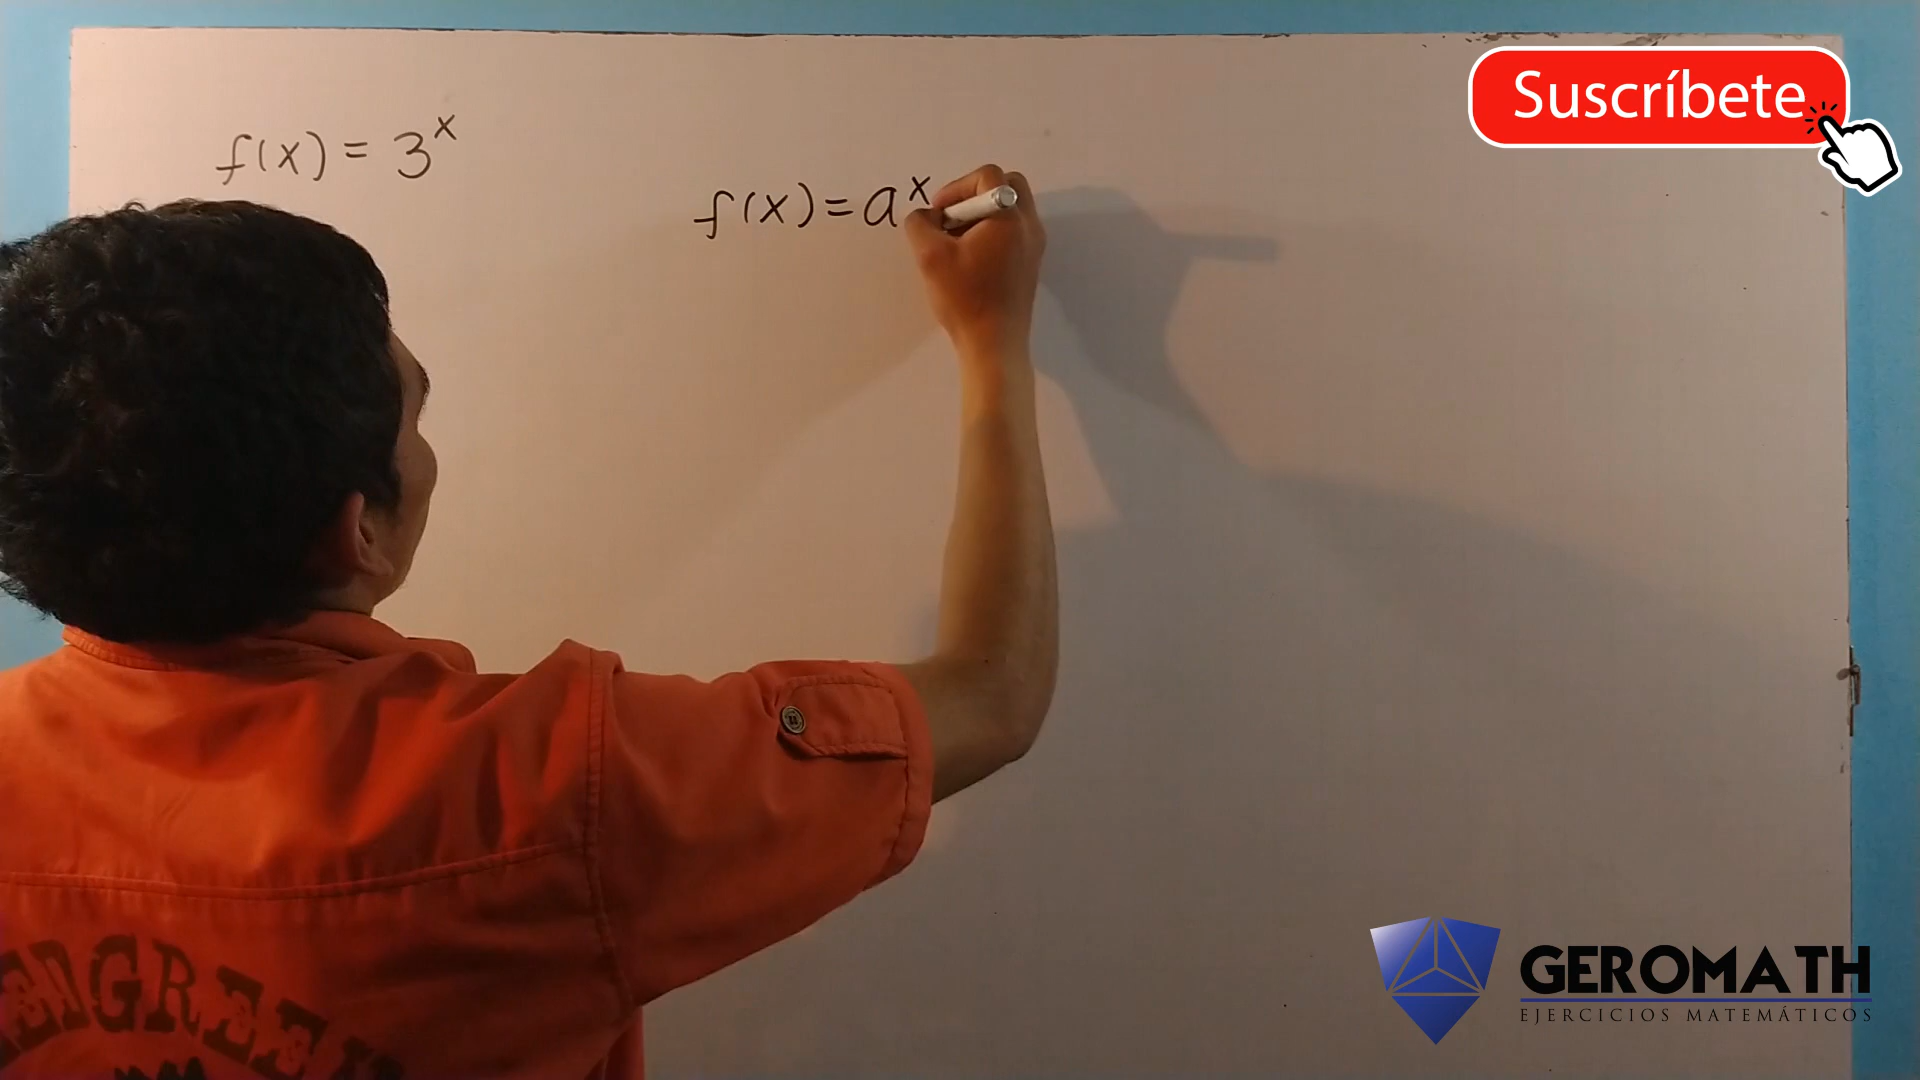 Suscríbete
f(x) = 3^x
f(x) = a^x
GEROMATH
EJERCICIOS MATEMÁTICOS